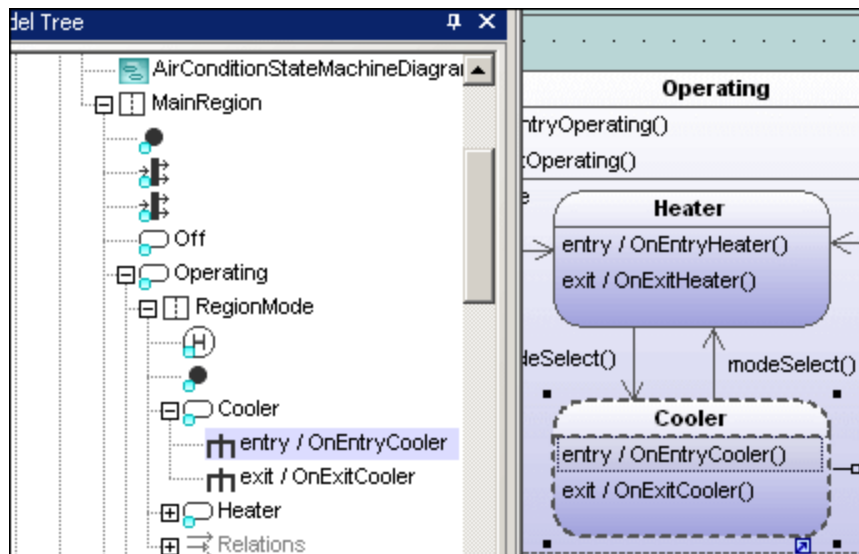 del Tree
AirConditionStateMachineDiagra
MainRegion
Off
Operating
RegionMode
H
Cooler
entry / OnEntryCooler
exit / OnExitCooler
Heater
Relations
Operating
ntryOperating()
tOperating()
e
Heater
entry / OnEntryHeater()
exit / OnExitHeater()
deSelect()
modeSelect()
Cooler
entry / OnEntryCooler()
exit / OnExitCooler()